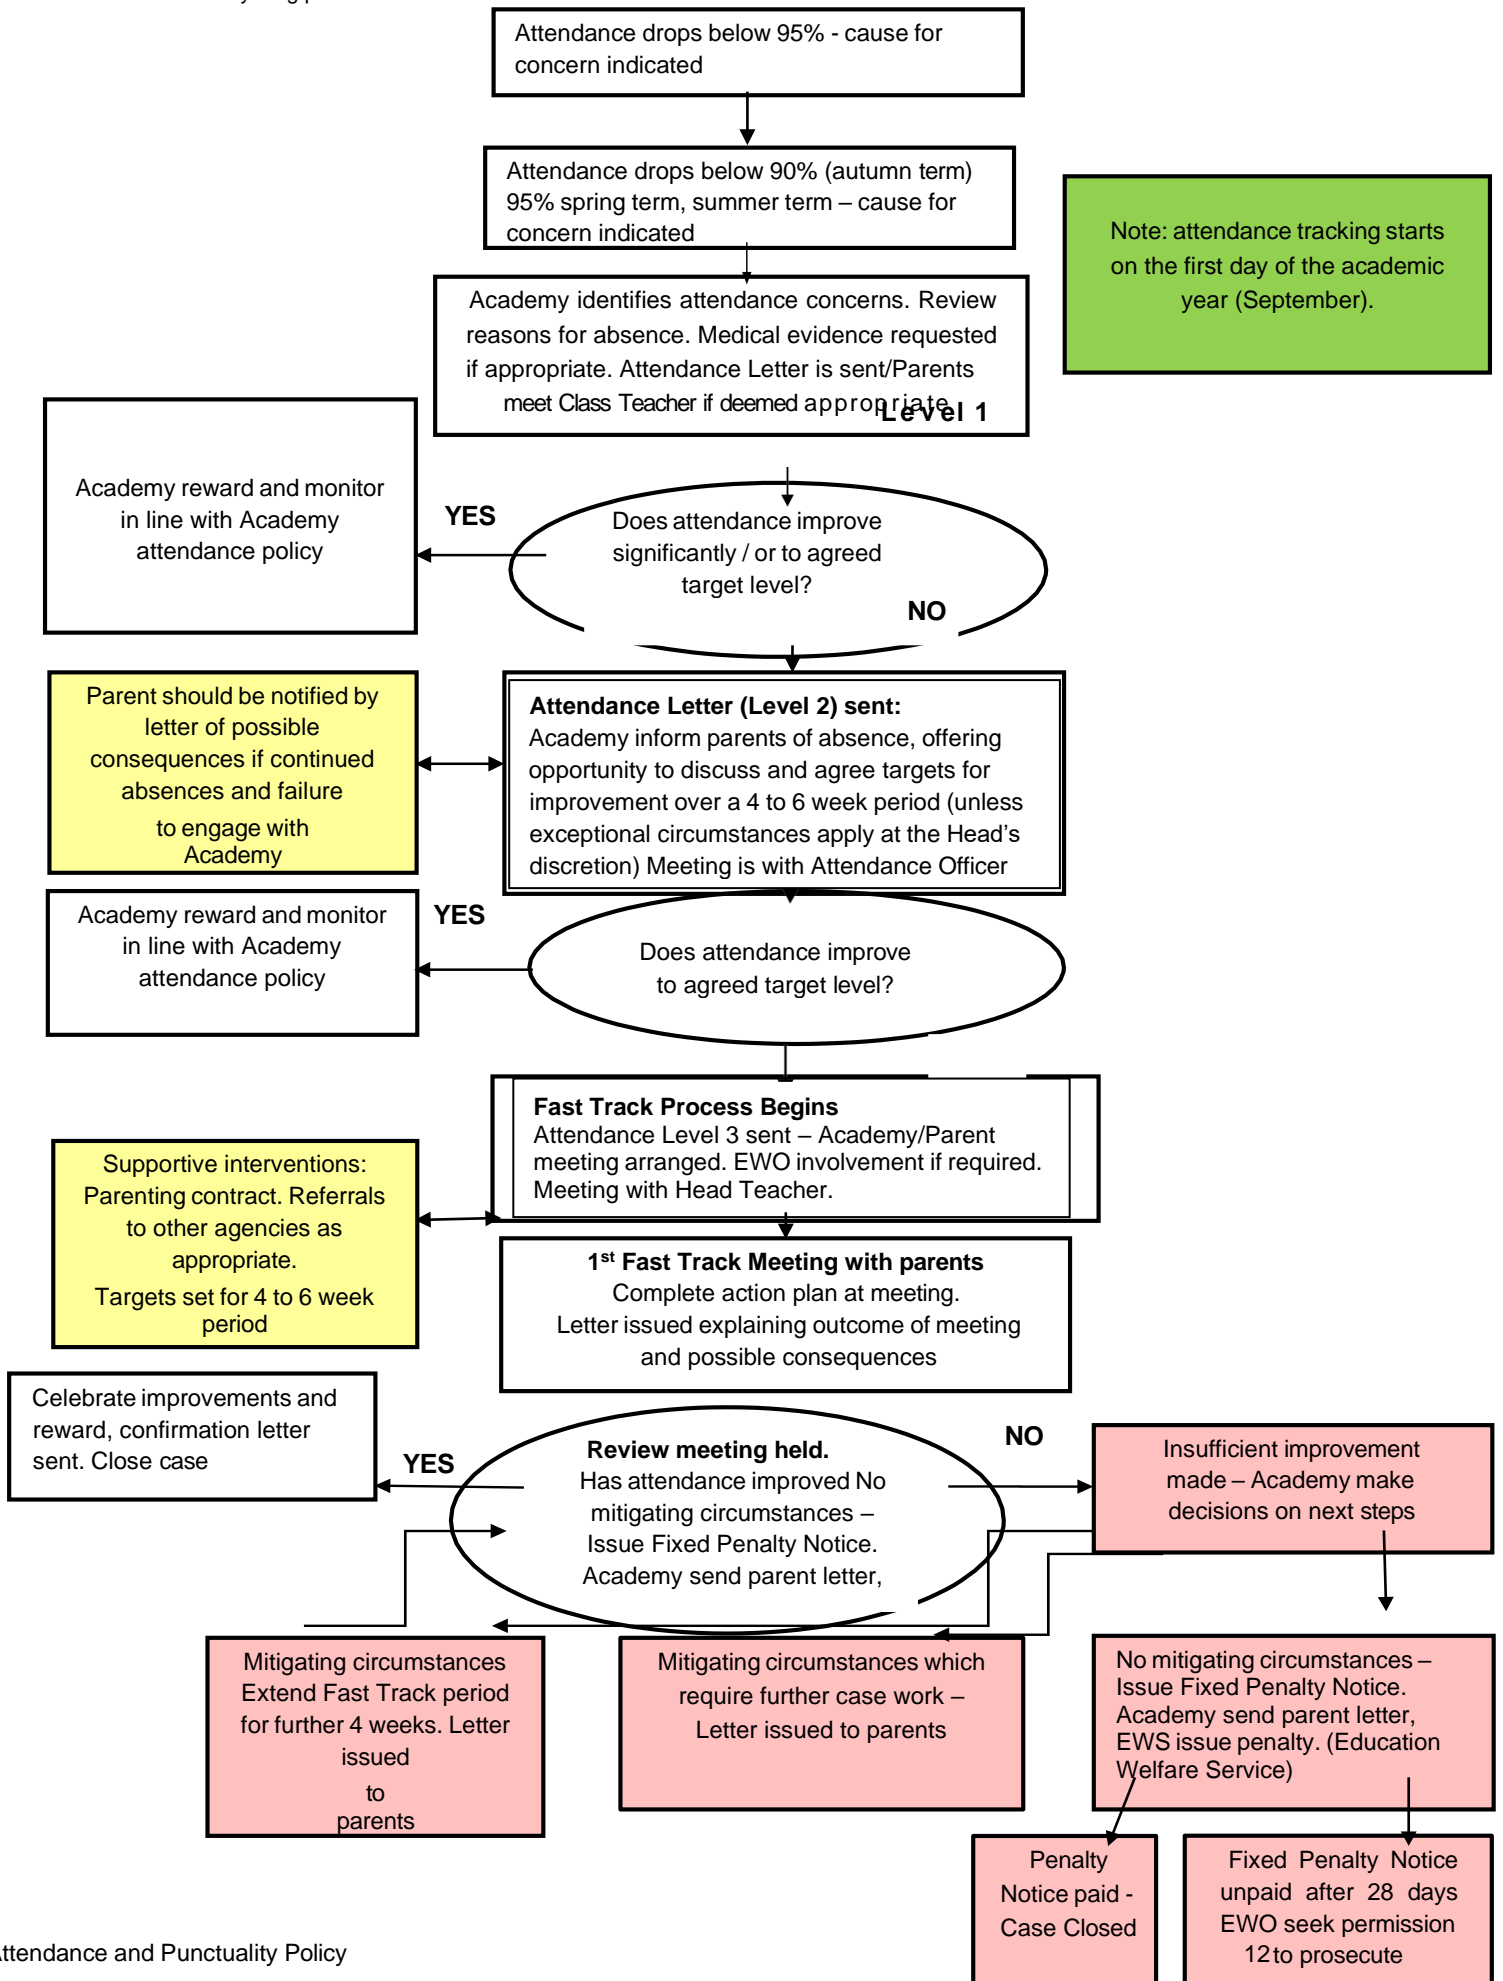 Attendance drops below 95% - cause for
concern indicated
Attendance drops below 90% (autumn term)
95% spring term, summer term – cause for
concern indicated
Note: attendance tracking starts
on the first day of the academic
year (September).
Academy identifies attendance concerns. Review
reasons for absence. Medical evidence requested
if appropriate. Attendance Letter is sent/Parents
meet Class Teacher if deemed appropriate
Level 1
Academy reward and monitor
in line with Academy
attendance policy
YES
Does attendance improve
significantly / or to agreed
target level?
NO
Parent should be notified by
letter of possible
consequences if continued
absences and failure
to engage with
Academy
Attendance Letter (Level 2) sent:
Academy inform parents of absence, offering
opportunity to discuss and agree targets for
improvement over a 4 to 6 week period (unless
exceptional circumstances apply at the Head's
discretion) Meeting is with Attendance Officer
Academy reward and monitor
in line with Academy
attendance policy
YES
Does attendance improve
to agreed target level?
Fast Track Process Begins
Attendance Level 3 sent – Academy/Parent
meeting arranged. EWO involvement if required.
Meeting with Head Teacher.
Supportive interventions:
Parenting contract. Referrals
to other agencies as
appropriate.
Targets set for 4 to 6 week
period
1st Fast Track Meeting with parents
Complete action plan at meeting.
Letter issued explaining outcome of meeting
and possible consequences
Celebrate improvements and
reward, confirmation letter
sent. Close case
YES
Review meeting held.
Has attendance improved No
mitigating circumstances –
Issue Fixed Penalty Notice.
Academy send parent letter,
NO
Insufficient improvement
made – Academy make
decisions on next steps
Mitigating circumstances
Extend Fast Track period
for further 4 weeks. Letter
issued
to
parents
Mitigating circumstances which
require further case work –
Letter issued to parents
No mitigating circumstances –
Issue Fixed Penalty Notice.
Academy send parent letter,
EWS issue penalty. (Education
Welfare Service)
Penalty
Notice paid -
Case Closed
Fixed Penalty Notice
unpaid after 28 days
EWO seek permission
to prosecute
12
Attendance and Punctuality Policy